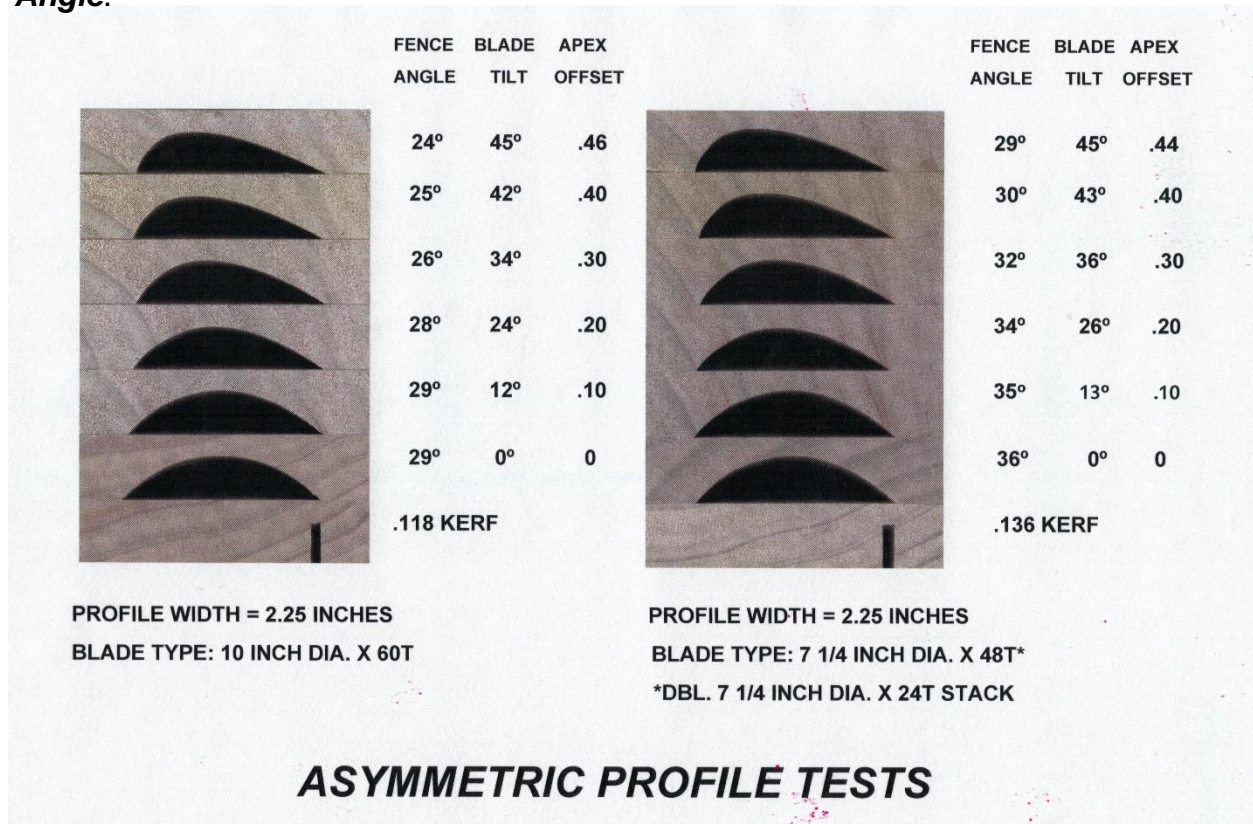 Angle.
FENCE BLADE APEX
ANGLE TILT OFFSET
24º 45º .46
25º 42º .40
26º 34º .30
28º 24º .20
29º 12º .10
29º 0º 0
.118 KERF
PROFILE WIDTH = 2.25 INCHES
BLADE TYPE: 10 INCH DIA. X 60T
FENCE BLADE APEX
ANGLE TILT OFFSET
29º 45º .44
30º 43º .40
32º 36º .30
34º 26º .20
35º 13º .10
36º 0º 0
.136 KERF
PROFILE WIDTH = 2.25 INCHES
BLADE TYPE: 7 1/4 INCH DIA. X 48T*
*DBL. 7 1/4 INCH DIA. X 24T STACK
ASYMMETRIC PROFILE TESTS